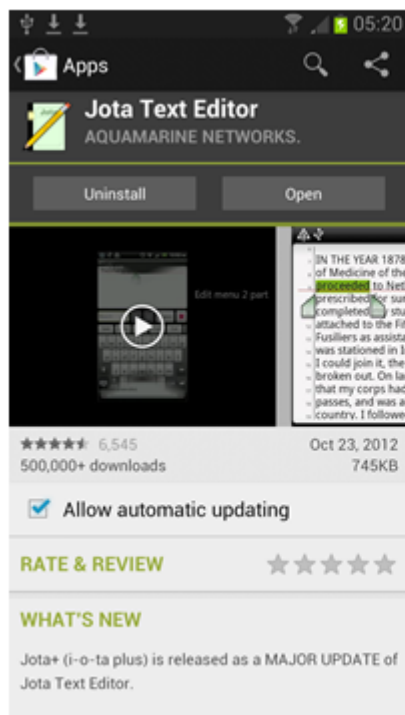 05:20
Apps
Jota Text Editor
AQUAMARINE NETWORKS.
Uninstall
Open
Edit menu 2 part
IN THE YEAR 1878
of Medicine of the
proceeded to Net
prescribed for sur
completed my stu
attached to the Fif
Fusiliers as assista
was stationed in I
I could join it, the
broken out. On la
that my corps had
passes, and was a
country. I followe
6,545
Oct 23, 2012
500,000+ downloads
745KB
Allow automatic updating
RATE & REVIEW
WHAT'S NEW
Jota+ (i-o-ta plus) is released as a MAJOR UPDATE of
Jota Text Editor.